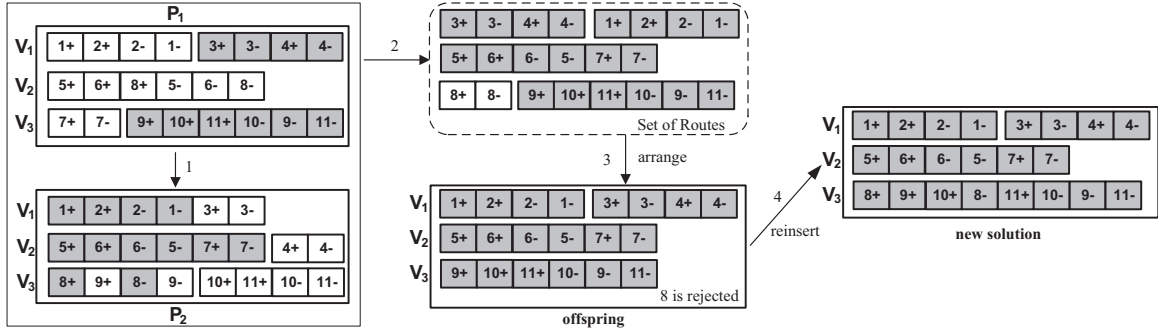 P1
V1 1+ 2+ 2- 1- 3+ 3- 4+ 4-
V2 5+ 6+ 8+ 5- 6- 8-
V3 7+ 7- 9+ 10+ 11+ 10- 9- 11-
1
V1 1+ 2+ 2- 1- 3+ 3-
V2 5+ 6+ 6- 5- 7+ 7- 4+ 4-
V3 8+ 9+ 8- 9- 10+ 11+ 10- 11-
P2
2
3+ 3- 4+ 4- 1+ 2+ 2- 1-
5+ 6+ 6- 5- 7+ 7-
8+ 8- 9+ 10+ 11+ 10- 9- 11-
Set of Routes
3 arrange
V1 1+ 2+ 2- 1- 3+ 3- 4+ 4-
V2 5+ 6+ 6- 5- 7+ 7-
V3 9+ 10+ 11+ 10- 9- 11-
8 is rejected
offspring
4
reinsert
V1 1+ 2+ 2- 1- 3+ 3- 4+ 4-
V2 5+ 6+ 6- 5- 7+ 7-
V3 8+ 9+ 10+ 8- 11+ 10- 9- 11-
new solution